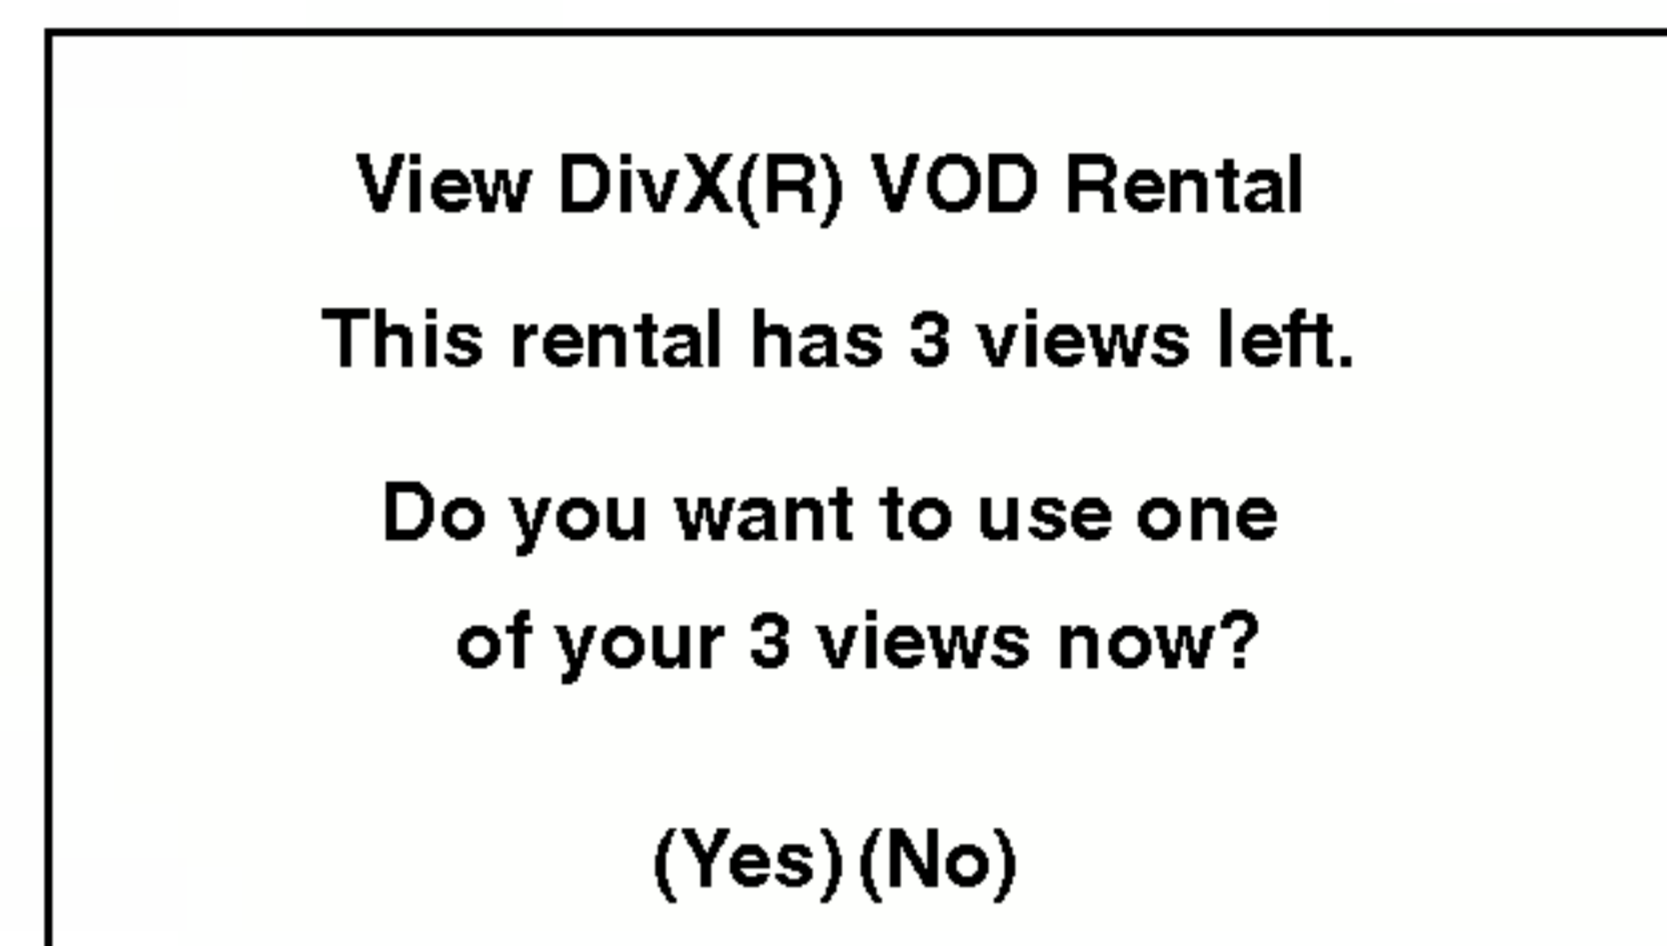 View DivX(R) VOD Rental
This rental has 3 views left.
Do you want to use one
of your 3 views now?
(Yes) (No)